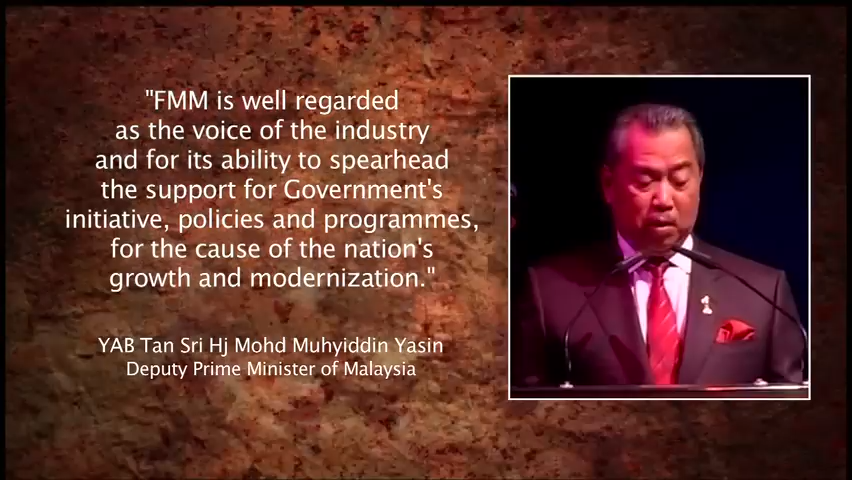 "FMM is well regarded
as the voice of the industry
and for its ability to spearhead
the support for Government's
initiative, policies and programmes,
for the cause of the nation's
growth and modernization."
YAB Tan Sri Hj Mohd Muhyiddin Yasin
Deputy Prime Minister of Malaysia